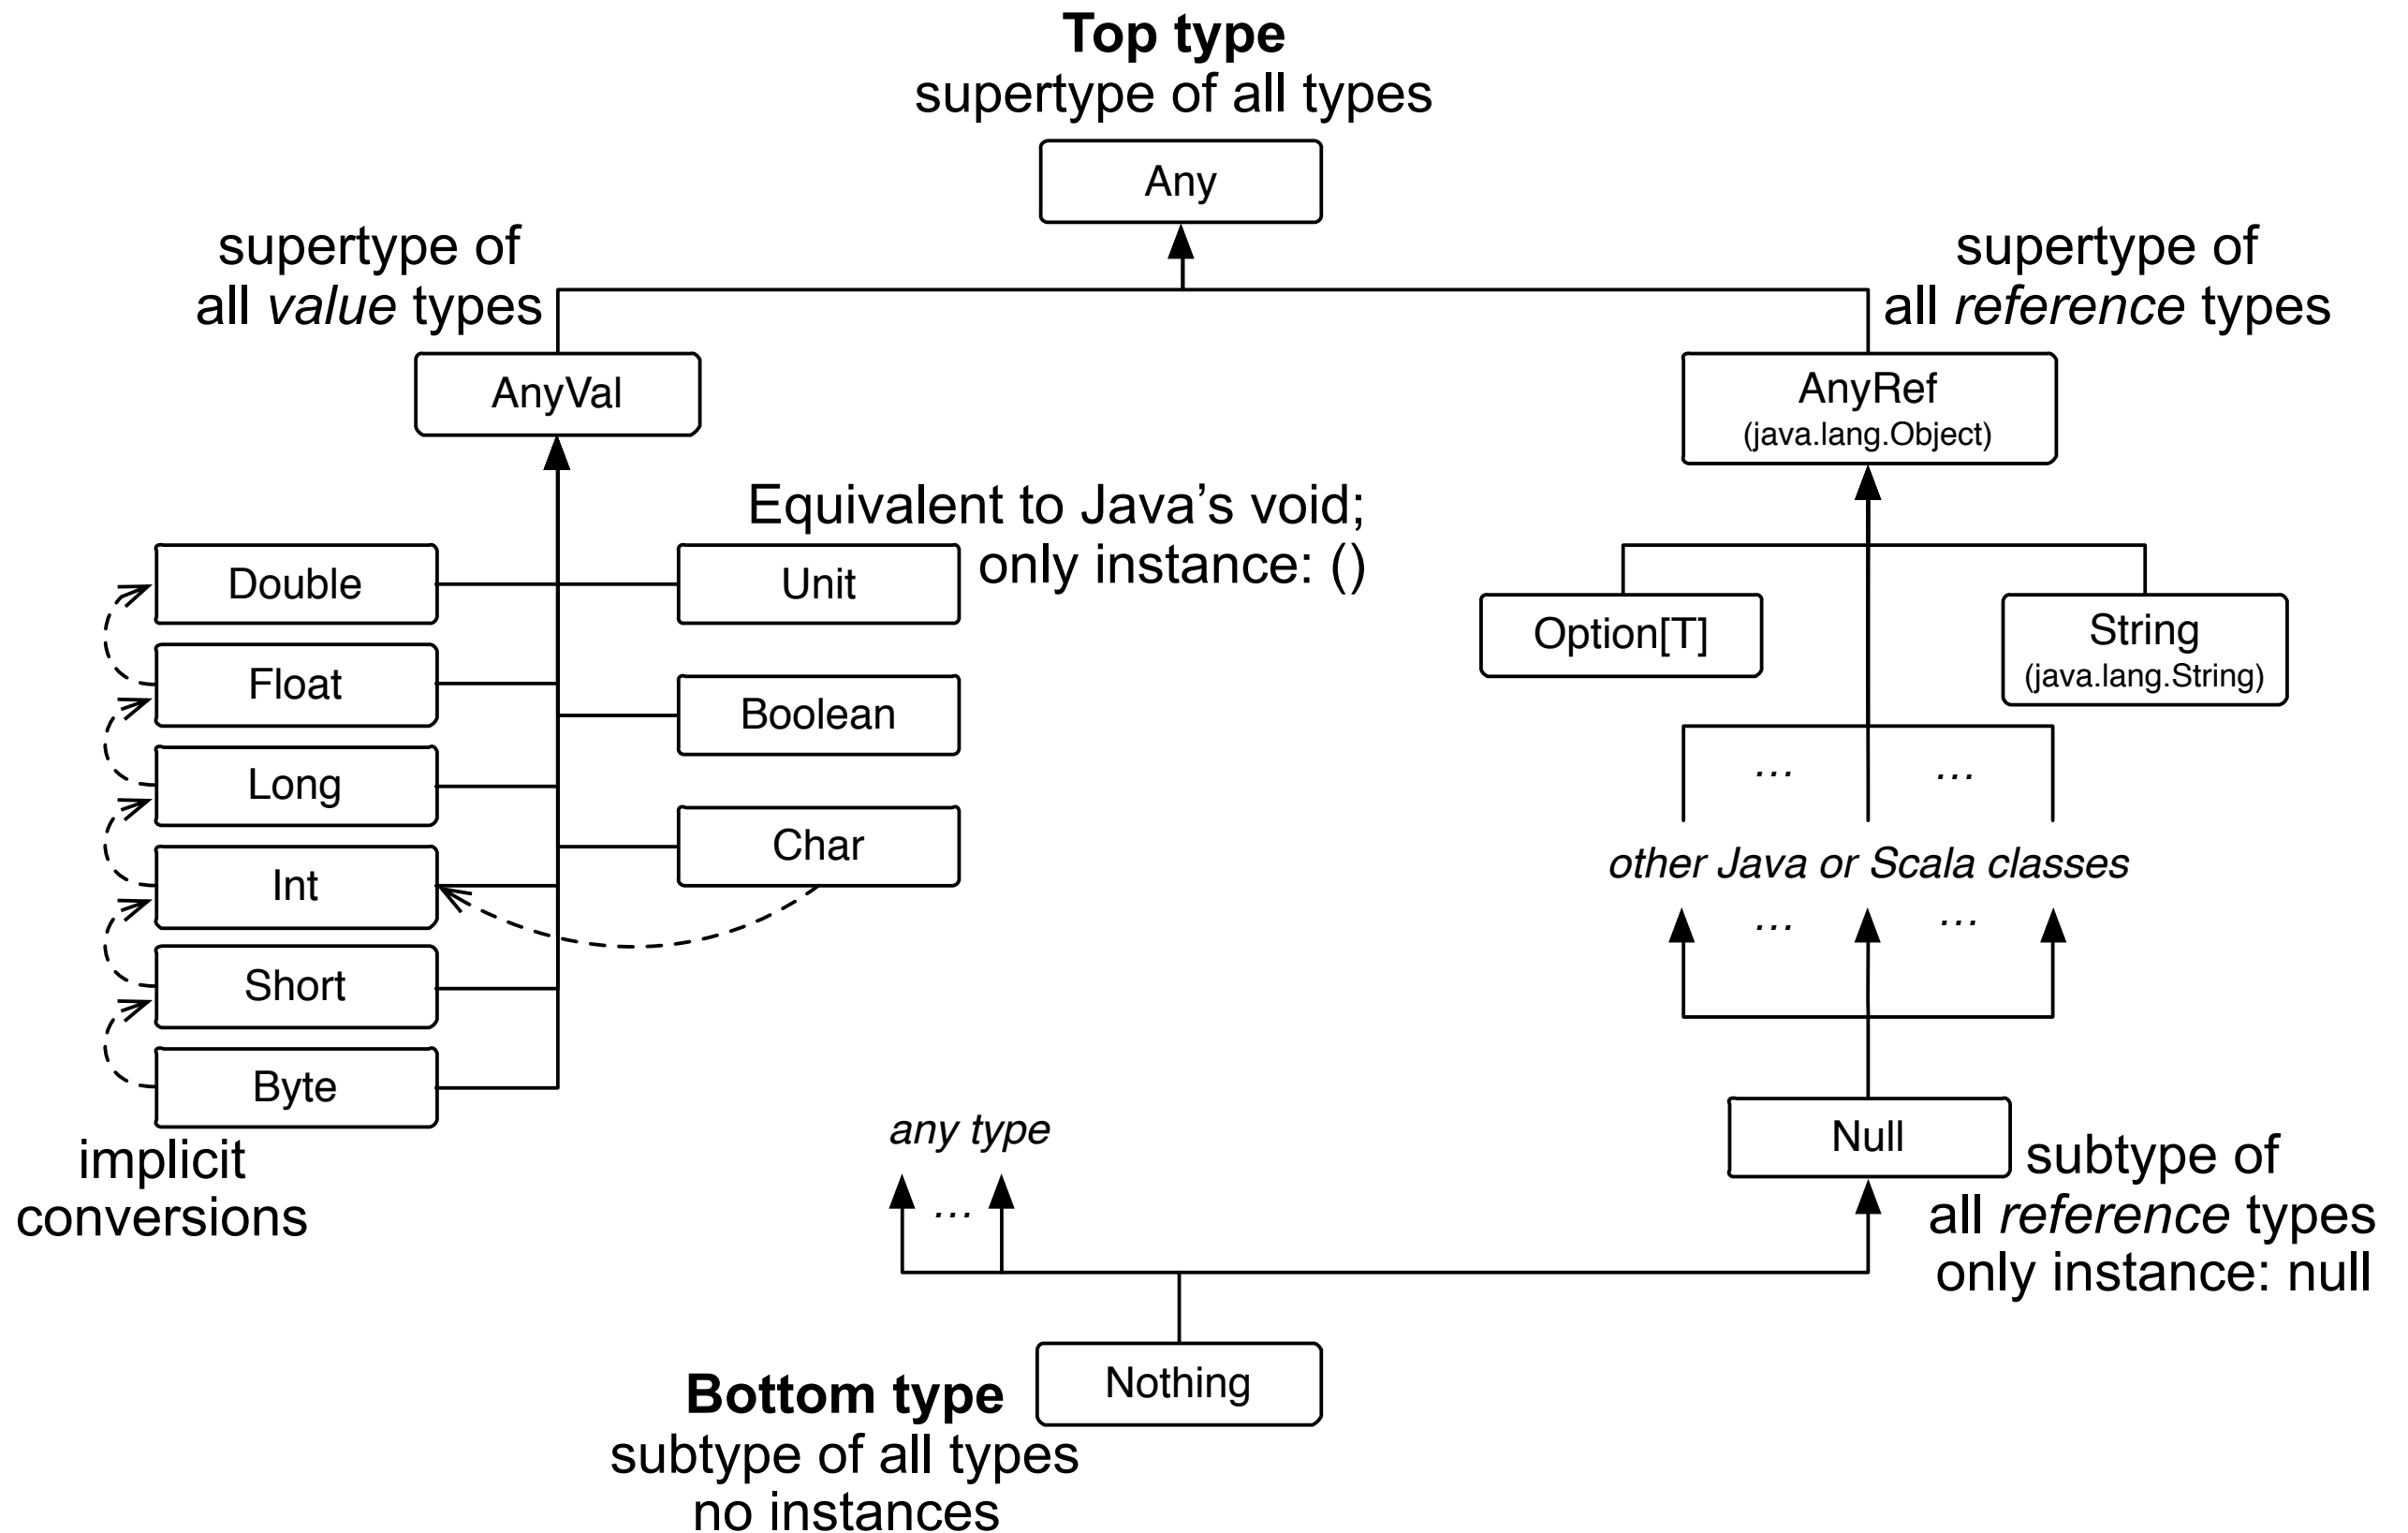 Top type
supertype of all types
Any
supertype of
all value types
supertype of
all reference types
AnyVal
AnyRef
(java.lang.Object)
Equivalent to Java’s void;
only instance: ()
Double
Unit
Float
Boolean
Long
Char
Int
Short
Byte
implicit
conversions
Option[T]
String
(java.lang.String)
... ...
other Java or Scala classes
... ...
Null
subtype of
all reference types
only instance: null
any type
...
Nothing
Bottom type
subtype of all types
no instances